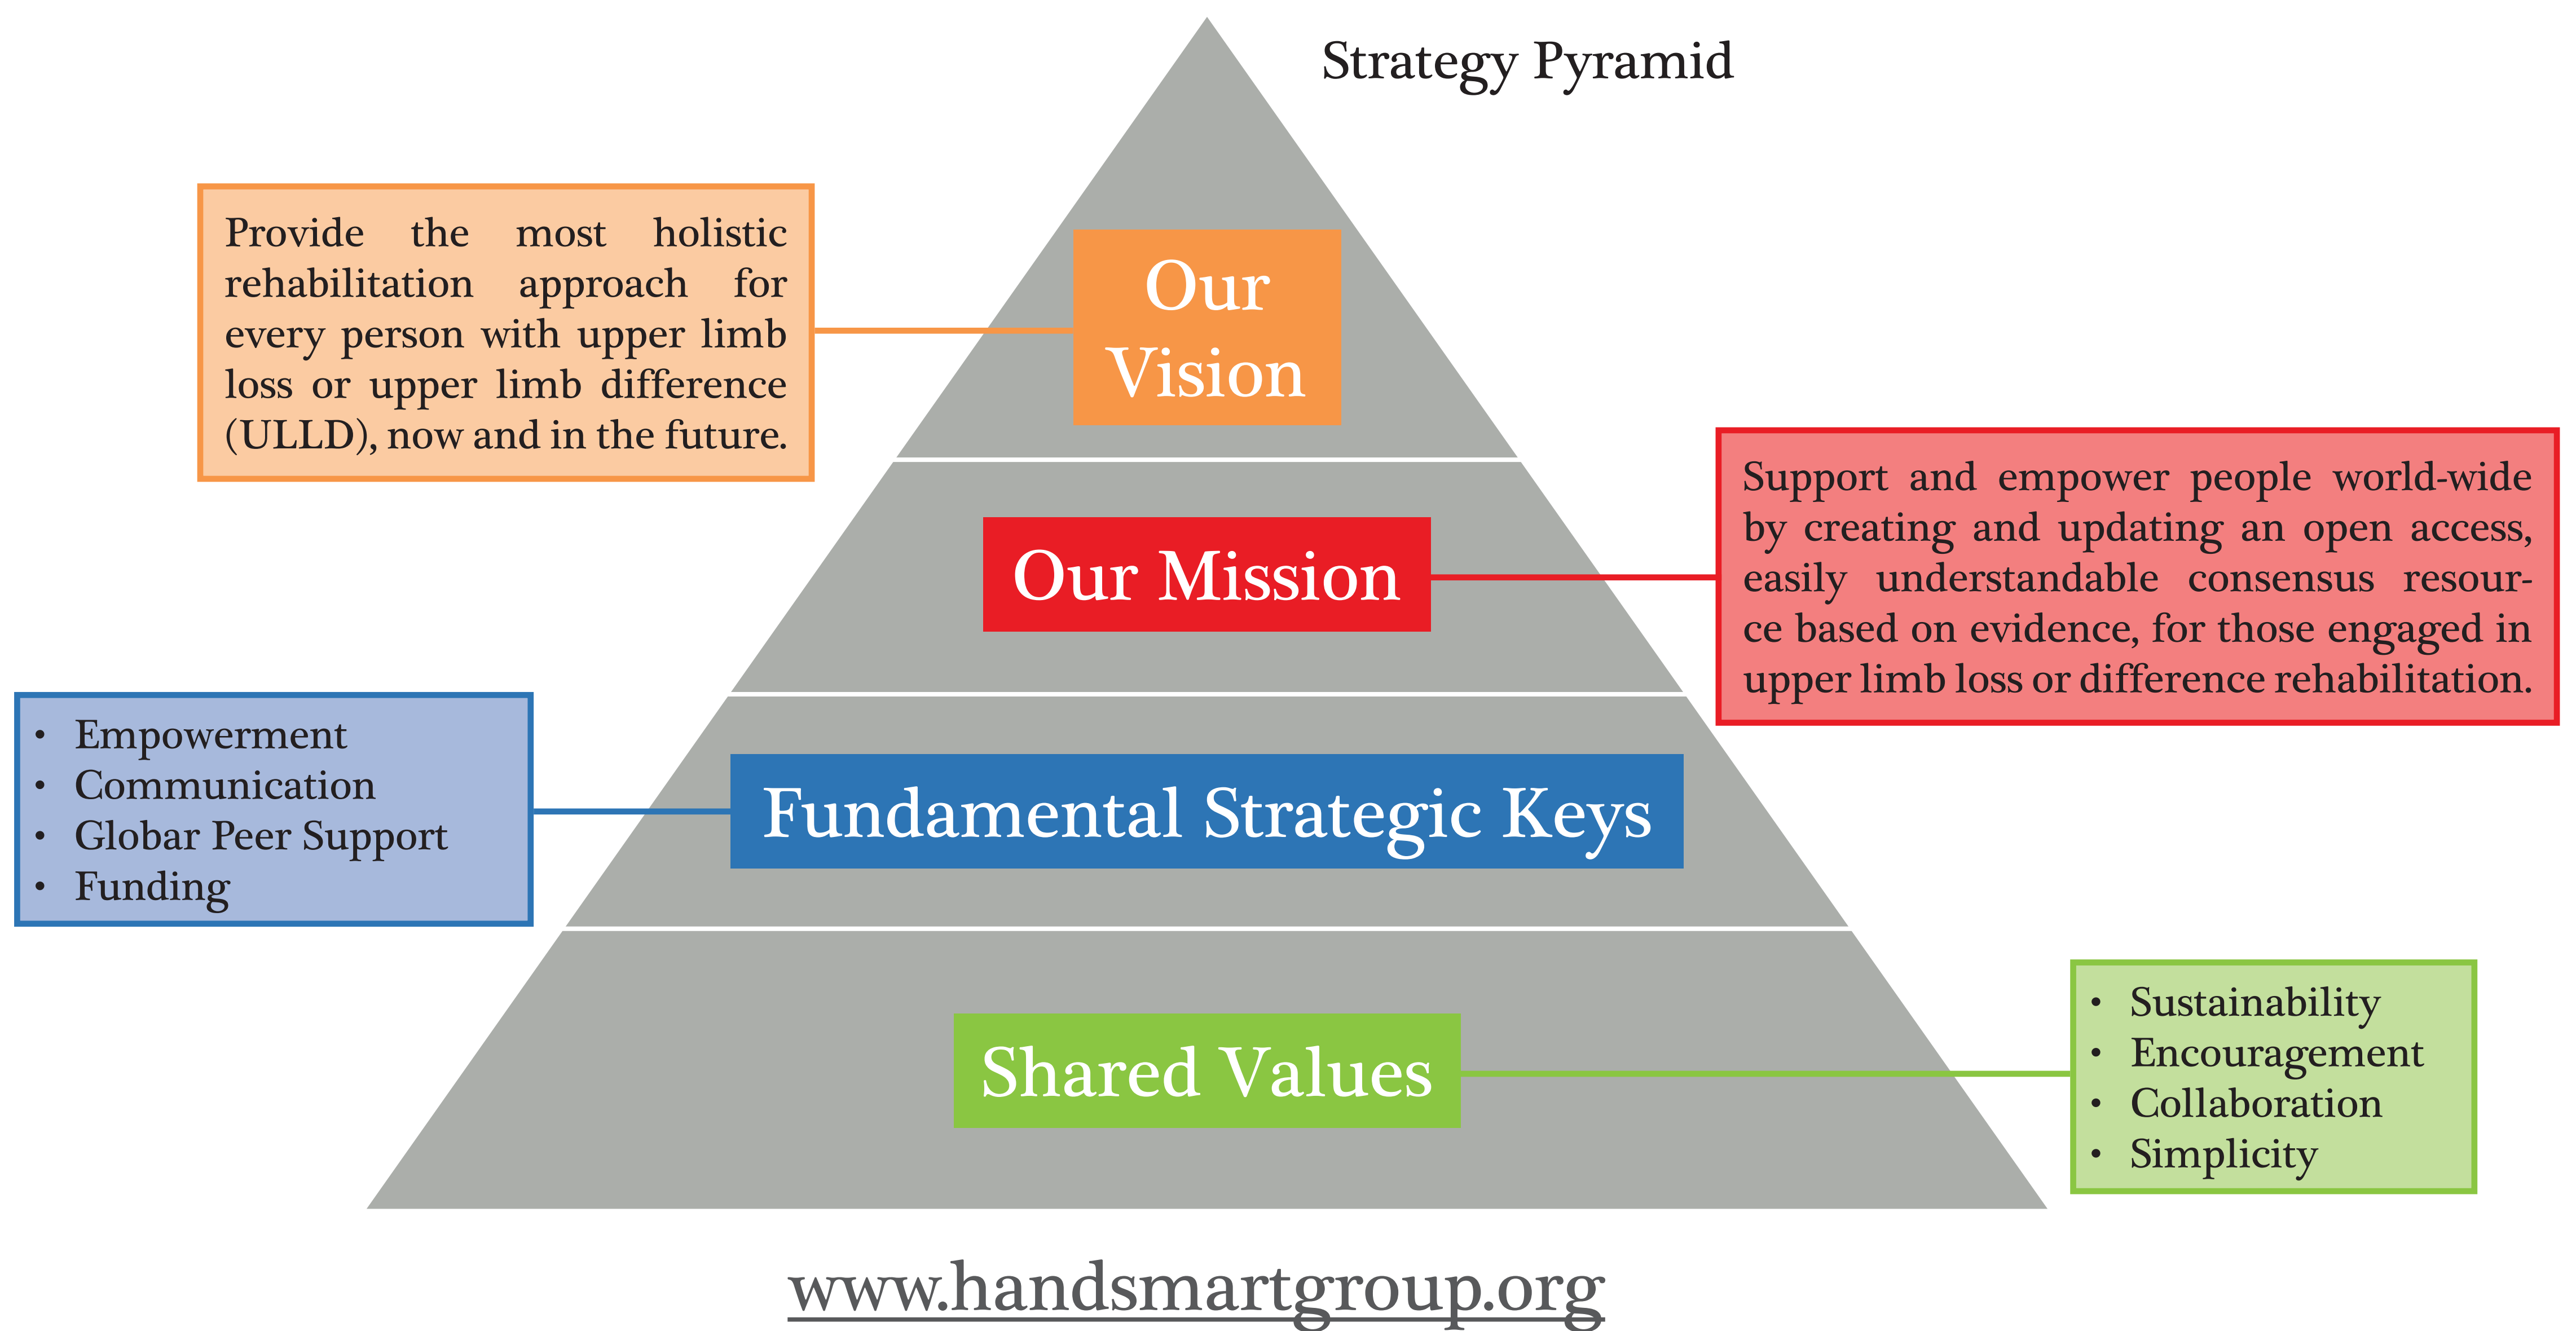 Strategy Pyramid
Provide the most holistic
rehabilitation approach for
every person with upper limb
loss or upper limb difference
(ULLD), now and in the future.
Our
Vision
Our Mission
Support and empower people world-wide
by creating and updating an open access,
easily understandable consensus resour-
ce based on evidence, for those engaged in
upper limb loss or difference rehabilitation.
• Empowerment
• Communication
• Globar Peer Support
• Funding
Fundamental Strategic Keys
Shared Values
• Sustainability
• Encouragement
• Collaboration
• Simplicity
www.handsmartgroup.org